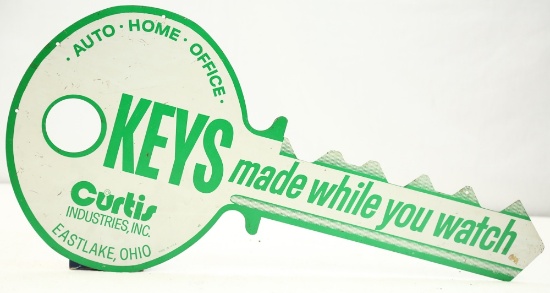 · AUTO · HOME · OFFICE ·
KEYS
made while you watch
Curtis
INDUSTRIES, INC.
EASTLAKE, OHIO